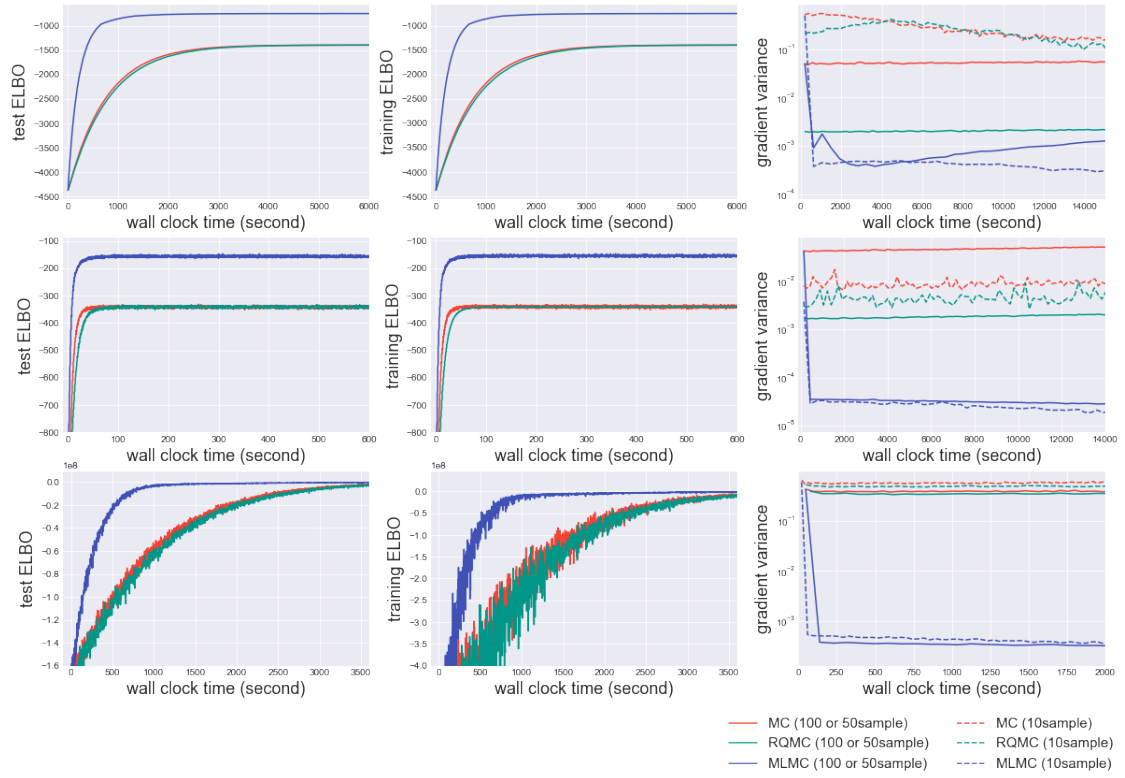 −1000
−1500
−2000
−2500
−3000
−3500
−4000
−4500
test ELBO
0 1000 2000 3000 4000 5000 6000
wall clock time (second)
−1000
−1500
−2000
−2500
−3000
−3500
−4000
−4500
training ELBO
0 1000 2000 3000 4000 5000 6000
wall clock time (second)
10⁻¹
10⁻²
10⁻³
10⁻⁴
gradient variance
0 2000 4000 6000 8000 10000 12000 14000
wall clock time (second)
−100
−200
−300
−400
−500
−600
−700
−800
test ELBO
0 100 200 300 400 500 600
wall clock time (second)
−100
−200
−300
−400
−500
−600
−700
−800
training ELBO
0 100 200 300 400 500 600
wall clock time (second)
10⁻²
10⁻³
10⁻⁴
10⁻⁵
gradient variance
0 2000 4000 6000 8000 10000 12000 14000
wall clock time (second)
1e8
0.0
−0.2
−0.4
−0.6
−0.8
−1.0
−1.2
−1.4
−1.6
test ELBO
0 500 1000 1500 2000 2500 3000 3500
wall clock time (second)
1e8
0.0
−0.5
−1.0
−1.5
−2.0
−2.5
−3.0
−3.5
−4.0
training ELBO
0 500 1000 1500 2000 2500 3000 3500
wall clock time (second)
10⁻¹
10⁻²
10⁻³
gradient variance
0 250 500 750 1000 1250 1500 1750 2000
wall clock time (second)
MC (100 or 50sample)
RQMC (100 or 50sample)
MLMC (100 or 50sample)
MC (10sample)
RQMC (10sample)
MLMC (10sample)